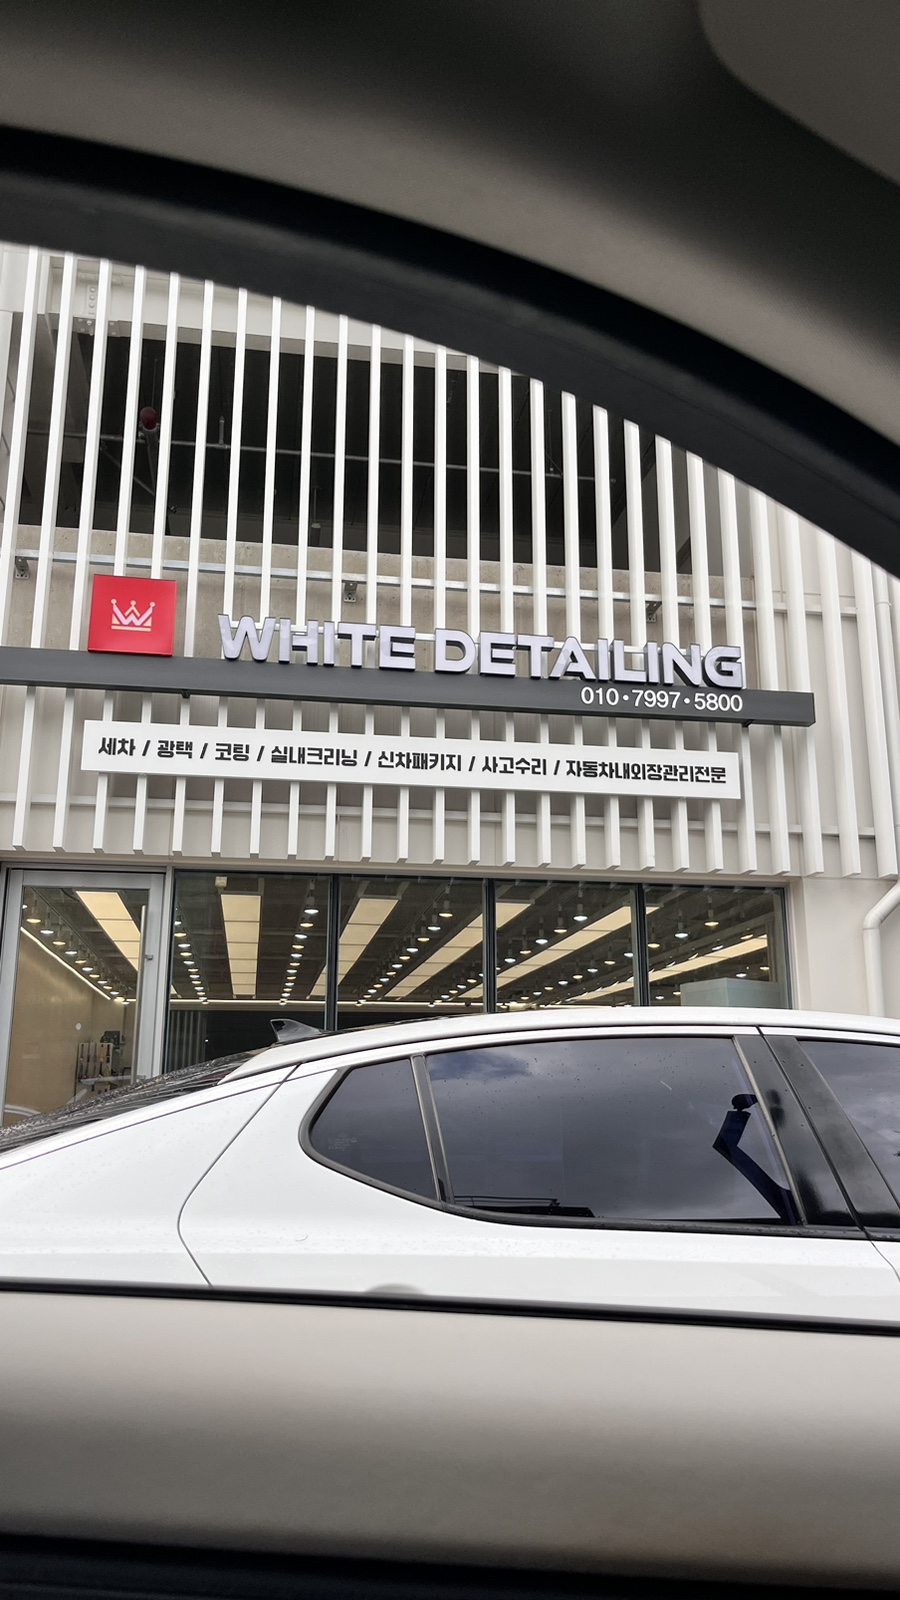 WHITE DETAILING
010·7997·5800
세차 / 광택 / 코팅 / 실내크리닝 / 신차패키지 / 사고수리 / 자동차내외장관리전문